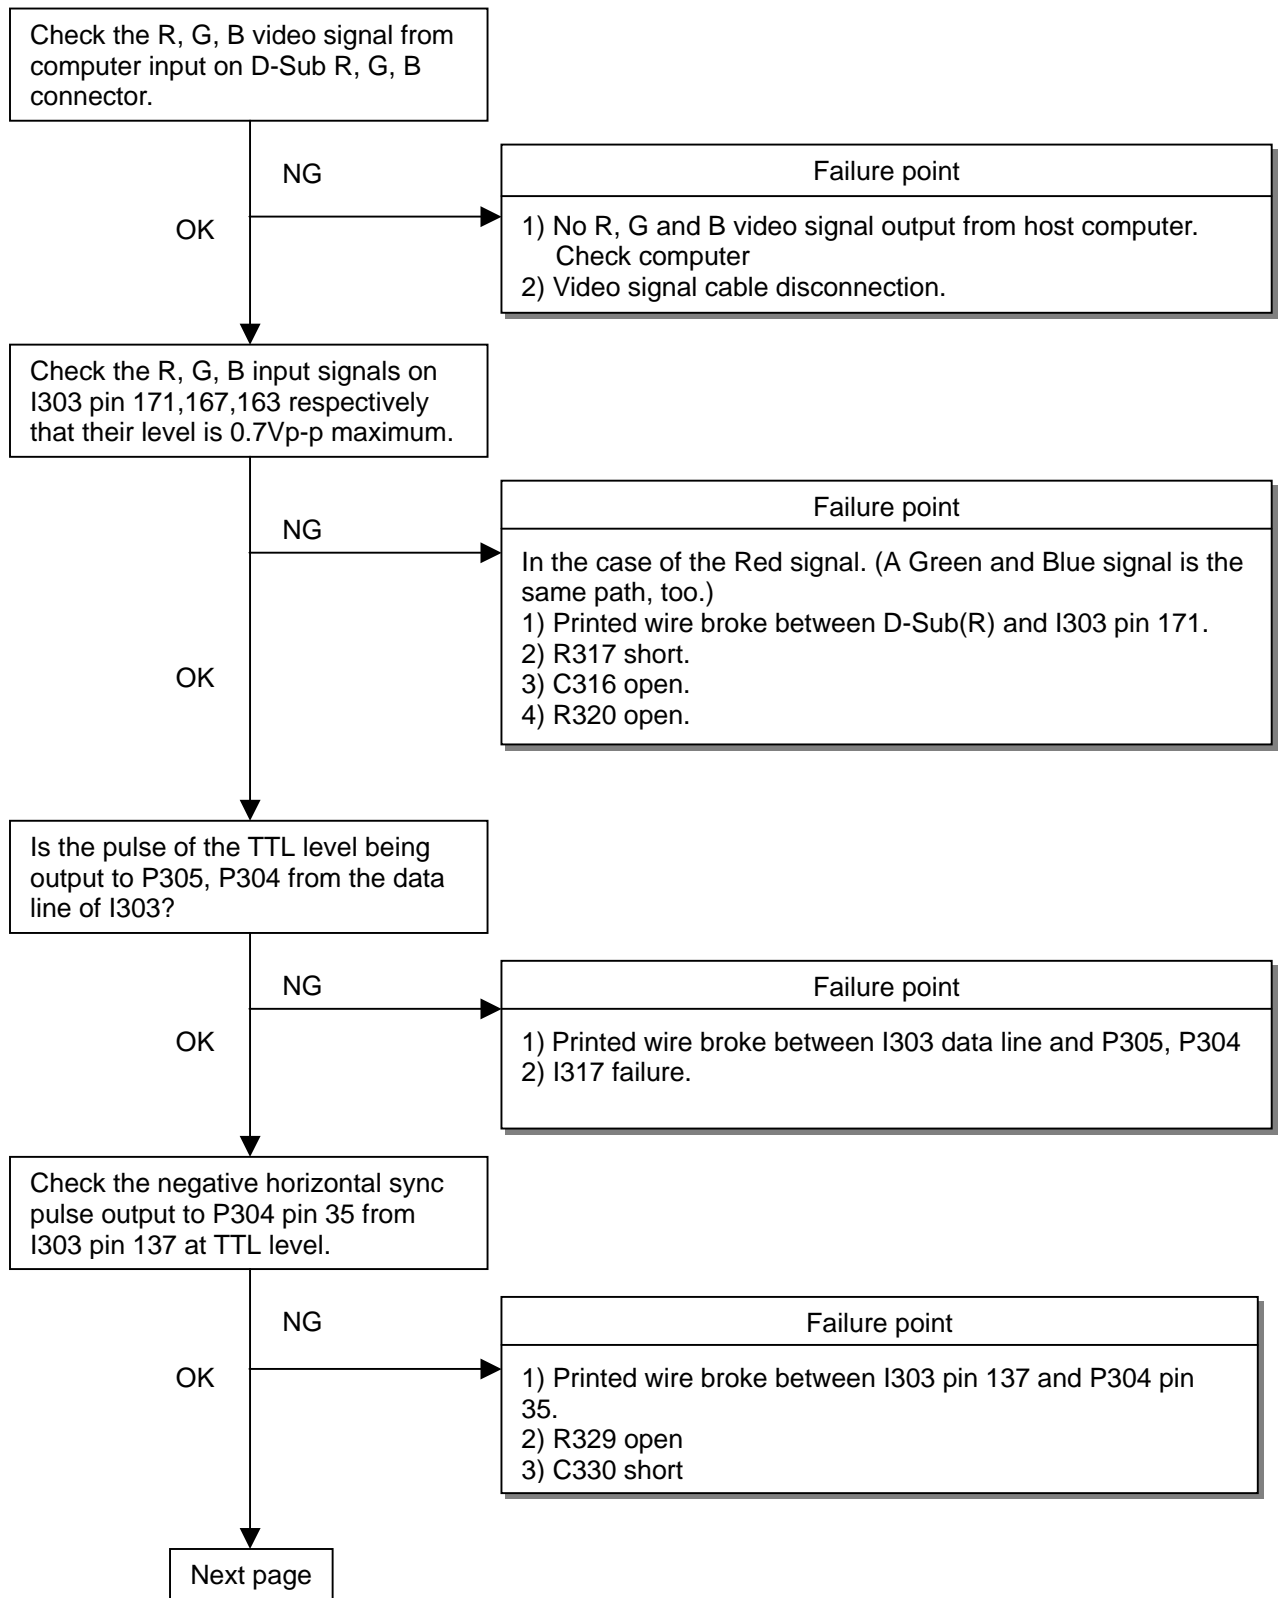 Check the R, G, B video signal from
computer input on D-Sub R, G, B
connector.
NG
OK
Failure point
1) No R, G and B video signal output from host computer.
Check computer
2) Video signal cable disconnection.
Check the R, G, B input signals on
I303 pin 171,167,163 respectively
that their level is 0.7Vp-p maximum.
NG
OK
Failure point
In the case of the Red signal. (A Green and Blue signal is the
same path, too.)
1) Printed wire broke between D-Sub(R) and I303 pin 171.
2) R317 short.
3) C316 open.
4) R320 open.
Is the pulse of the TTL level being
output to P305, P304 from the data
line of I303?
NG
OK
Failure point
1) Printed wire broke between I303 data line and P305, P304
2) I317 failure.
Check the negative horizontal sync
pulse output to P304 pin 35 from
I303 pin 137 at TTL level.
NG
OK
Failure point
1) Printed wire broke between I303 pin 137 and P304 pin
35.
2) R329 open
3) C330 short
Next page